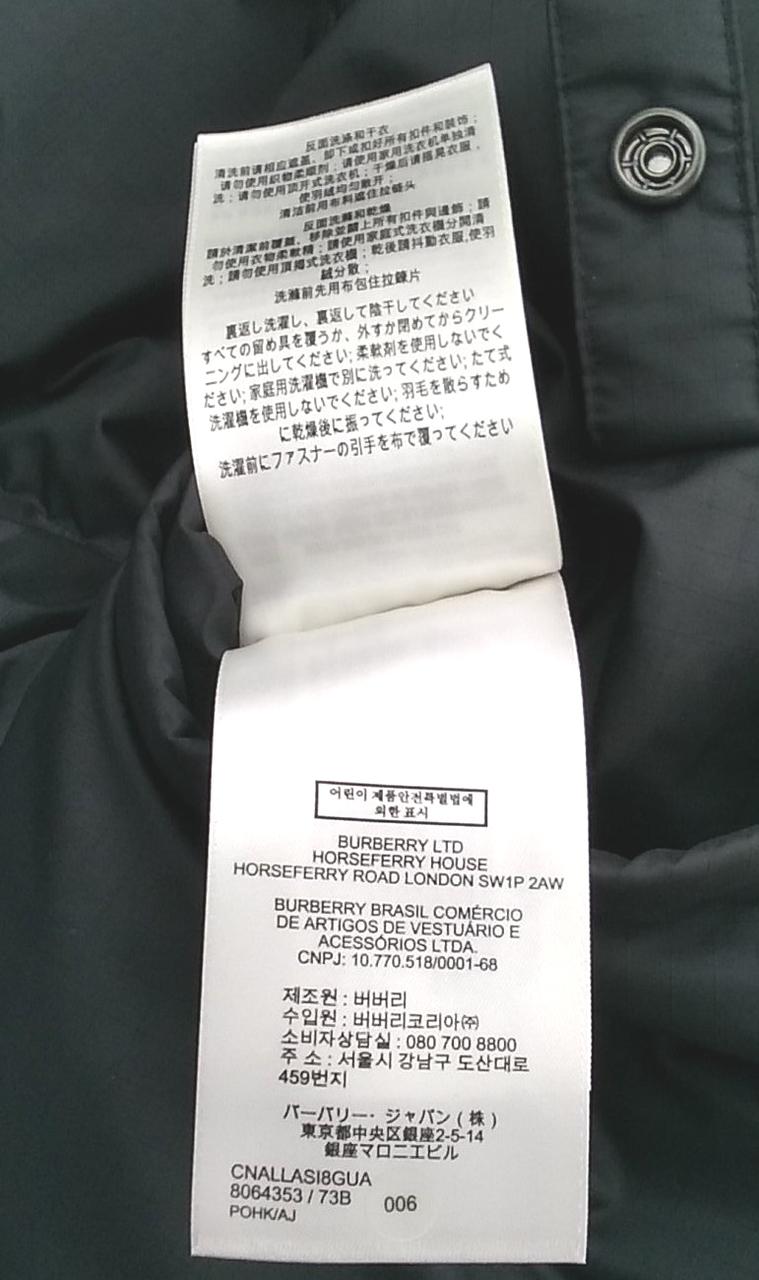 反面洗涤和干衣
清洗前请相应遮盖、卸下或扣好所有扣件和装饰；
请勿使用织物柔顺剂；请使用家用洗衣机单独清
洗；请勿使用顶开式洗衣机；干燥后请摇晃衣服，
使羽绒均匀散开；
清洁前用布料遮住拉链头
反面洗滌和乾燥
請於清潔前覆蓋、移除並關上所有扣件與邊飾；請
勿使用衣物柔軟精；請使用家庭式洗衣機分開清
洗；請勿使用頂揭式洗衣機；乾後請抖動衣服,使羽
絨分散；
洗滌前先用布包住拉鍊片
裏返し洗濯し、裏返して陰干してください
すべての留め具を覆うか、外すか閉めてからクリー
ニングに出してください; 柔軟剤を使用しないでく
ださい; 家庭用洗濯機で別に洗ってください; たて式
洗濯機を使用しないでください; 羽毛を散らすため
に乾燥後に振ってください;
洗濯前にファスナーの引手を布で覆ってください
어린이 제품안전특별법에
의한 표시
BURBERRY LTD
HORSEFERRY HOUSE
HORSEFERRY ROAD LONDON SW1P 2AW
BURBERRY BRASIL COMÉRCIO
DE ARTIGOS DE VESTUÁRIO E
ACESSÓRIOS LTDA.
CNPJ: 10.770.518/0001-68
제조원 : 버버리
수입원 : 버버리코리아㈜
소비자상담실 : 080 700 8800
주 소 : 서울시 강남구 도산대로
459번지
バーバリー・ジャパン ( 株 )
東京都中央区銀座2-5-14
銀座マロニエビル
CNALLASI8GUA
8064353 / 73B 006
POHK/AJ